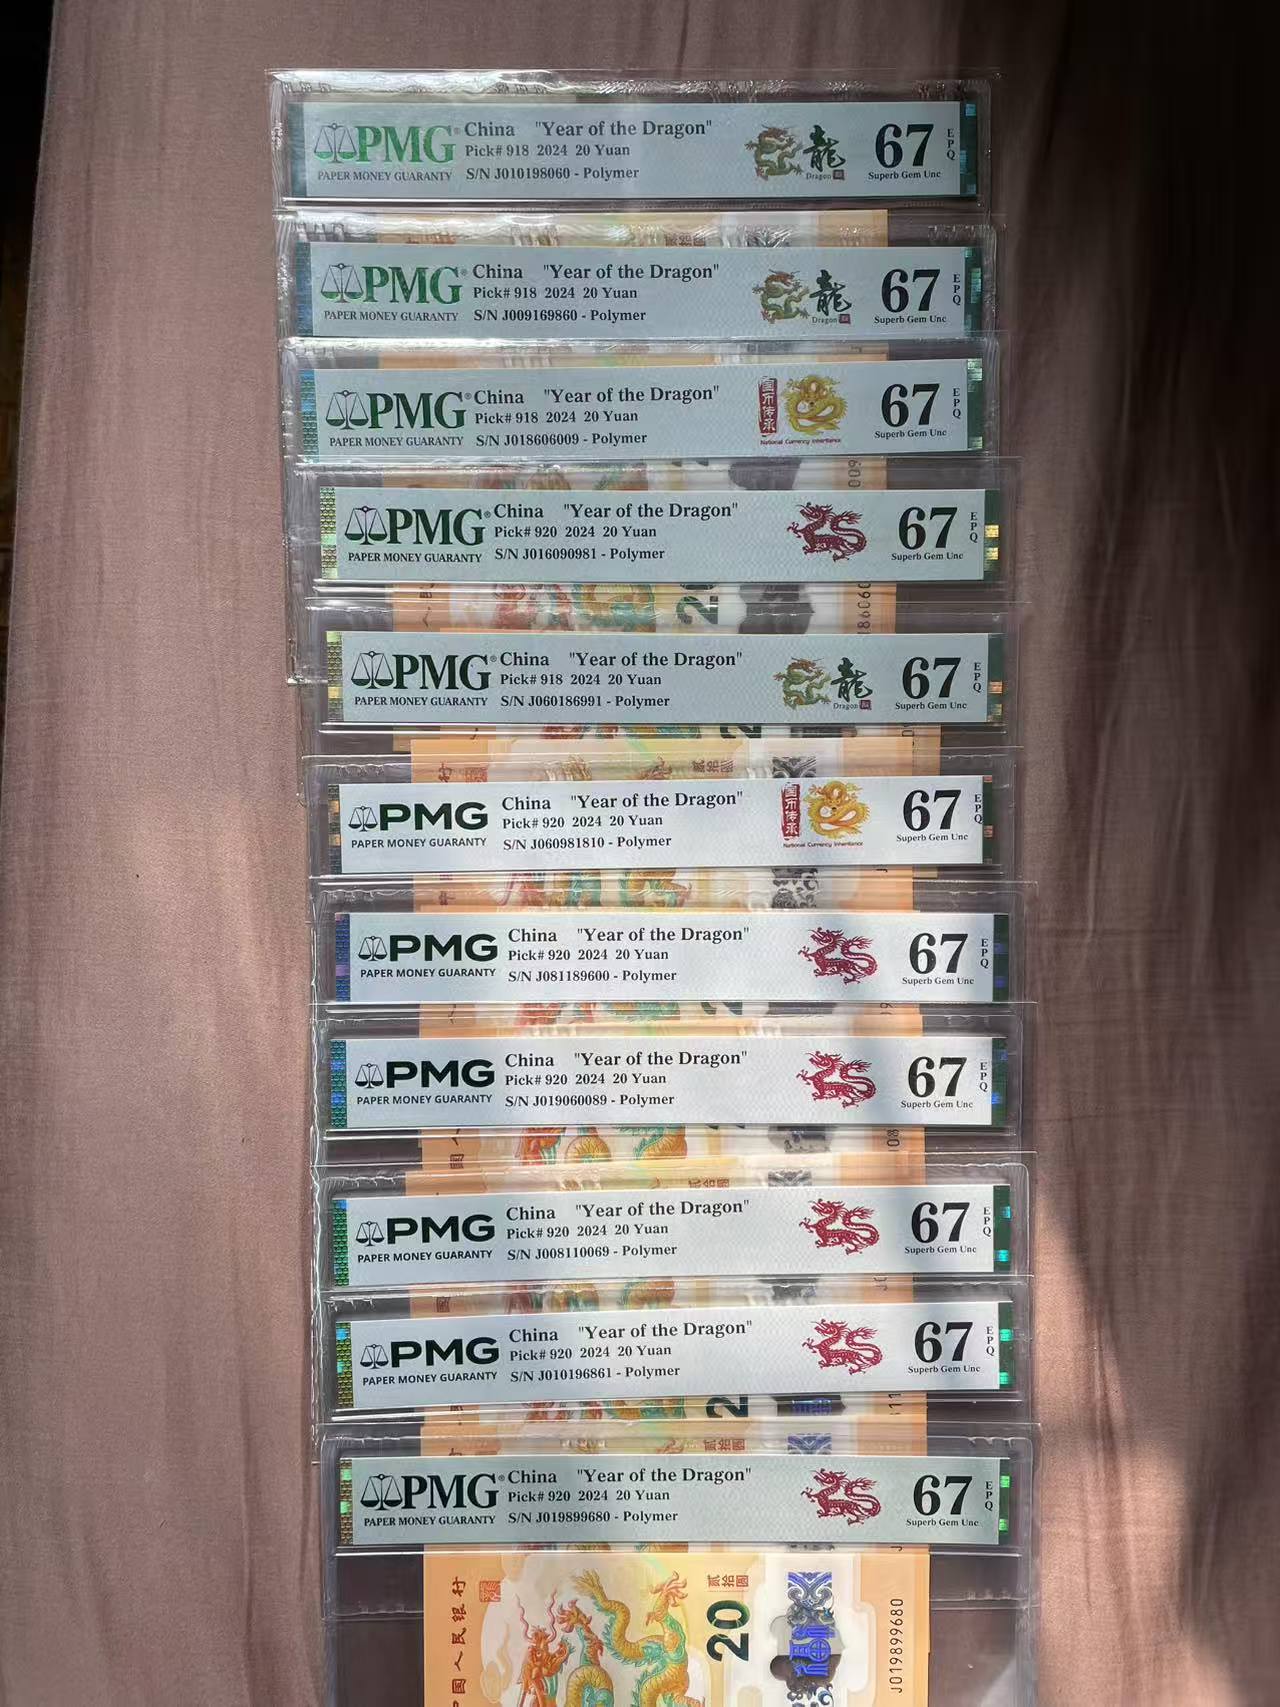 PMG® China "Year of the Dragon"
Pick# 918 2024 20 Yuan
PAPER MONEY GUARANTY S/N J010198060 - Polymer
龍
Dragon
67
Superb Gem Unc
EPQ
PMG® China "Year of the Dragon"
Pick# 918 2024 20 Yuan
PAPER MONEY GUARANTY S/N J009169860 - Polymer
龍
Dragon
67
Superb Gem Unc
EPQ
PMG® China "Year of the Dragon"
Pick# 918 2024 20 Yuan
PAPER MONEY GUARANTY S/N J018606009 - Polymer
国币传承
National Currency Inheritance
67
Superb Gem Unc
EPQ
PMG® China "Year of the Dragon"
Pick# 920 2024 20 Yuan
PAPER MONEY GUARANTY S/N J016090981 - Polymer
67
Superb Gem Unc
EPQ
PMG® China "Year of the Dragon"
Pick# 918 2024 20 Yuan
PAPER MONEY GUARANTY S/N J060186991 - Polymer
龍
Dragon
67
Superb Gem Unc
EPQ
PMG China "Year of the Dragon"
Pick# 920 2024 20 Yuan
PAPER MONEY GUARANTY S/N J060981810 - Polymer
国币传承
National Currency Inheritance
67
Superb Gem Unc
EPQ
PMG China "Year of the Dragon"
Pick# 920 2024 20 Yuan
PAPER MONEY GUARANTY S/N J081189600 - Polymer
67
Superb Gem Unc
EPQ
PMG China "Year of the Dragon"
Pick# 920 2024 20 Yuan
PAPER MONEY GUARANTY S/N J019060089 - Polymer
67
Superb Gem Unc
EPQ
PMG China "Year of the Dragon"
Pick# 920 2024 20 Yuan
PAPER MONEY GUARANTY S/N J008110069 - Polymer
67
Superb Gem Unc
EPQ
PMG China "Year of the Dragon"
Pick# 920 2024 20 Yuan
PAPER MONEY GUARANTY S/N J010196861 - Polymer
67
Superb Gem Unc
EPQ
PMG® China "Year of the Dragon"
Pick# 920 2024 20 Yuan
PAPER MONEY GUARANTY S/N J019899680 - Polymer
67
Superb Gem Unc
EPQ
国人民银行
贰拾圆
20
J019899680